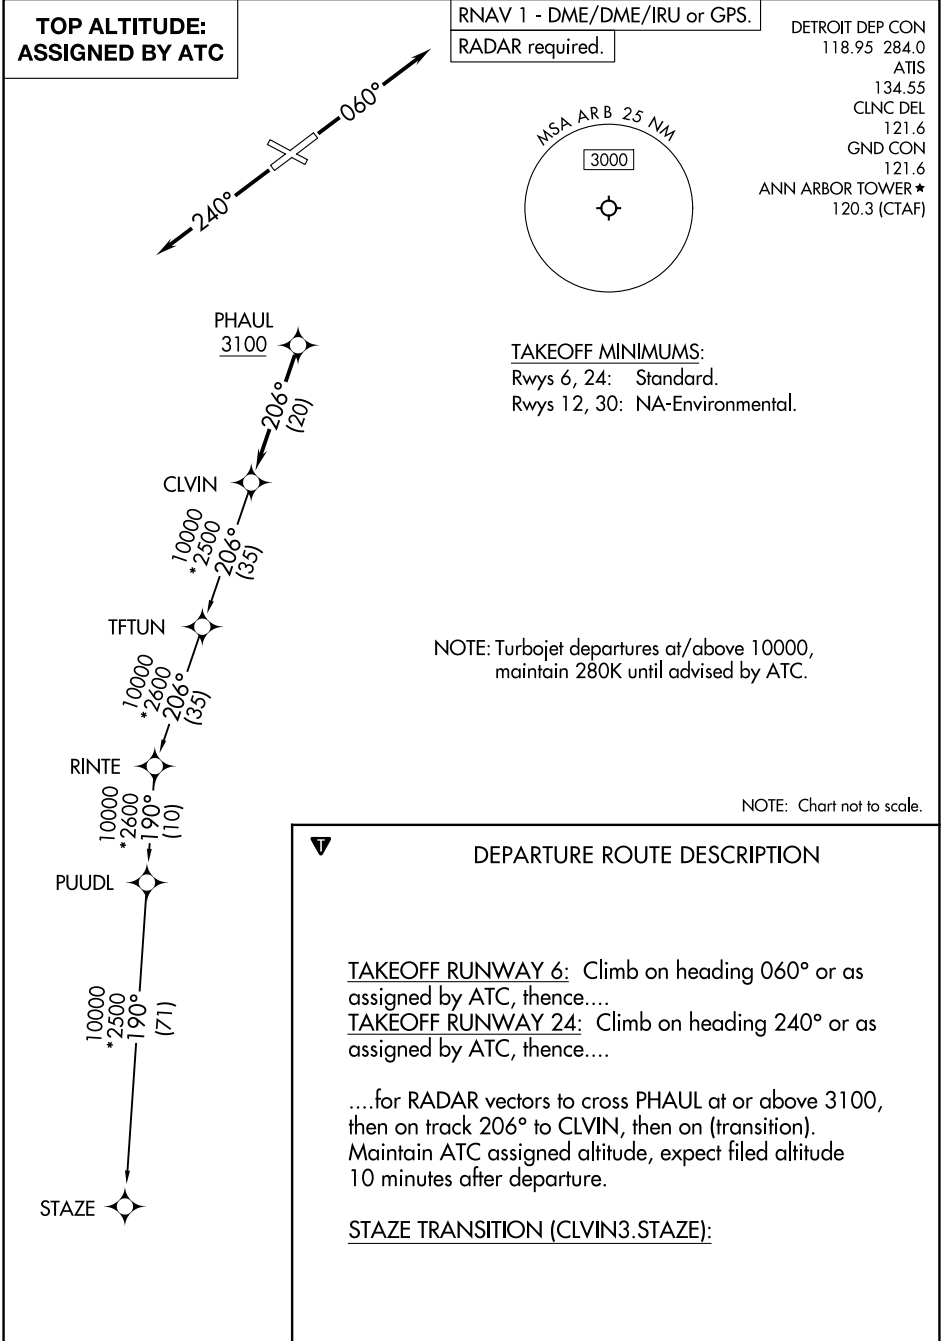 TOP ALTITUDE:
ASSIGNED BY ATC
RNAV 1 - DME/DME/IRU or GPS.
RADAR required.
DETROIT DEP CON
118.95 284.0
ATIS
134.55
CLNC DEL
121.6
GND CON
121.6
ANN ARBOR TOWER ★
120.3 (CTAF)
060°
240°
MSA ARB 25 NM
3000
PHAUL
3100
206°
(20)
TAKEOFF MINIMUMS:
Rwys 6, 24: Standard.
Rwys 12, 30: NA-Environmental.
CLVIN
10000
*2500
206°
(35)
TFTUN
NOTE: Turbojet departures at/above 10000,
maintain 280K until advised by ATC.
10000
*2600
206°
(35)
RINTE
10000
*2600
190°
(10)
NOTE: Chart not to scale.
PUUDL
10000
*2500
190°
(71)
STAZE
T
DEPARTURE ROUTE DESCRIPTION
TAKEOFF RUNWAY 6: Climb on heading 060° or as
assigned by ATC, thence....
TAKEOFF RUNWAY 24: Climb on heading 240° or as
assigned by ATC, thence....
....for RADAR vectors to cross PHAUL at or above 3100,
then on track 206° to CLVIN, then on (transition).
Maintain ATC assigned altitude, expect filed altitude
10 minutes after departure.
STAZE TRANSITION (CLVIN3.STAZE):